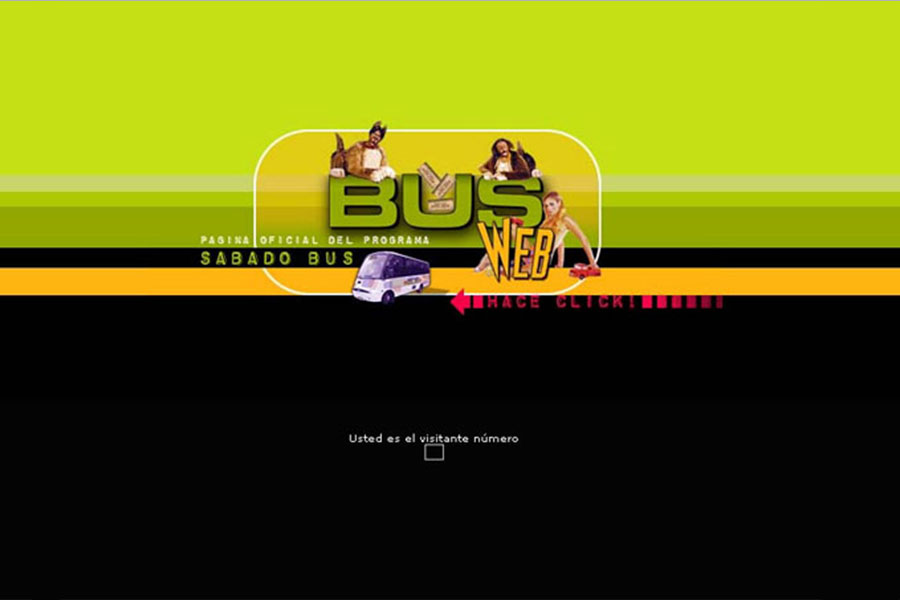 BUS
WEB
PAGINA OFICIAL DEL PROGRAMA
SABADO BUS
HACE CLICK!
Usted es el visitante número